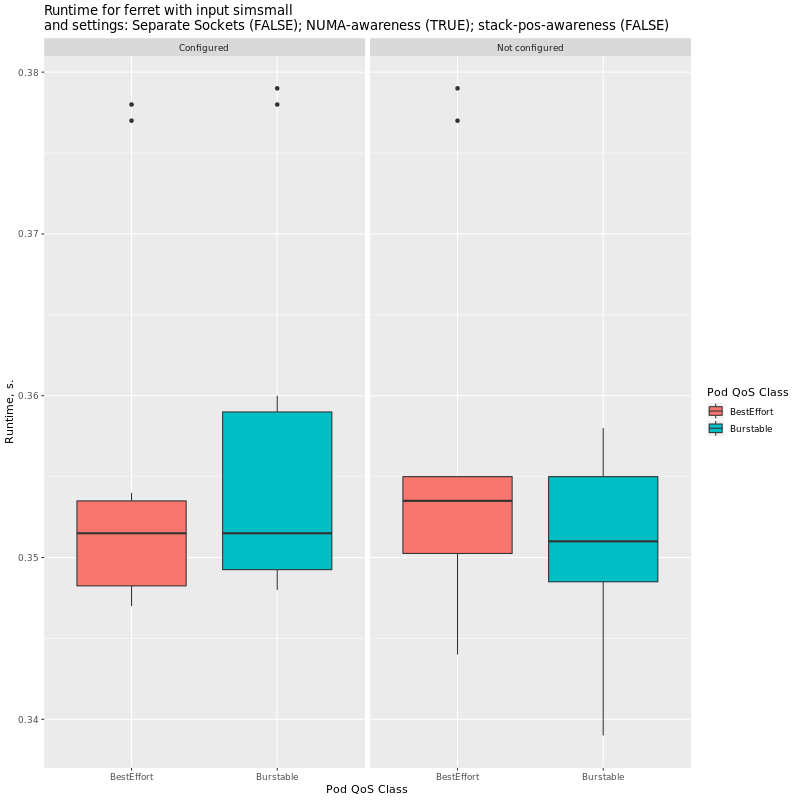 Runtime for ferret with input simsmall
and settings: Separate Sockets (FALSE); NUMA-awareness (TRUE); stack-pos-awareness (FALSE)
Configured
Not configured
0.38
0.37
0.36
0.35
0.34
Runtime, s.
BestEffort
Burstable
BestEffort
Burstable
Pod QoS Class
Pod QoS Class
BestEffort
Burstable